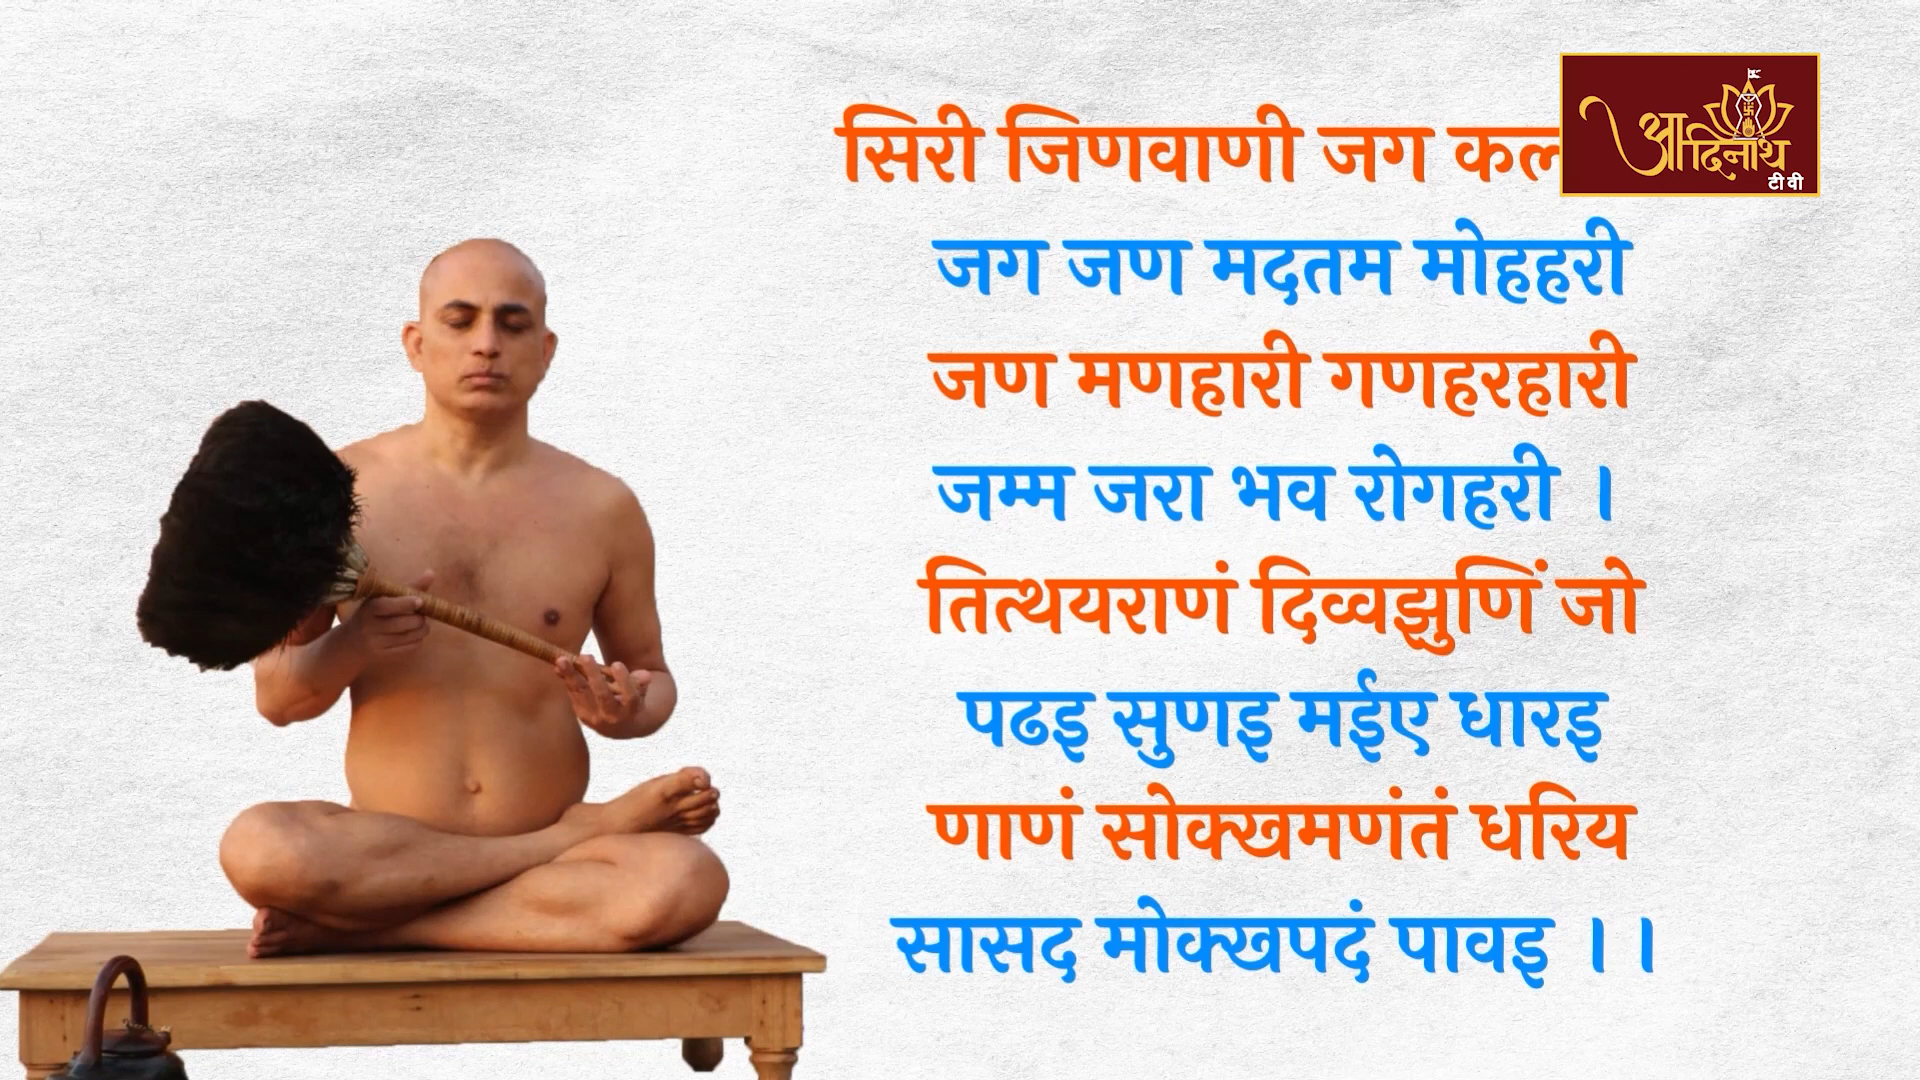 सिरी जिणवाणी जग
जग जण मदतम मोहहरी
जण मणहारी गणहरहारी
जम्म जरा भव रोगहरी ।
तित्थयराणं दिव्वझुणिं जो
पढइ सुणइ मईए धारइ
णाणं सोक्खमणंतं धरिय
सासद मोक्खपदं पावइ ।।
आदिनाथ
टीवी